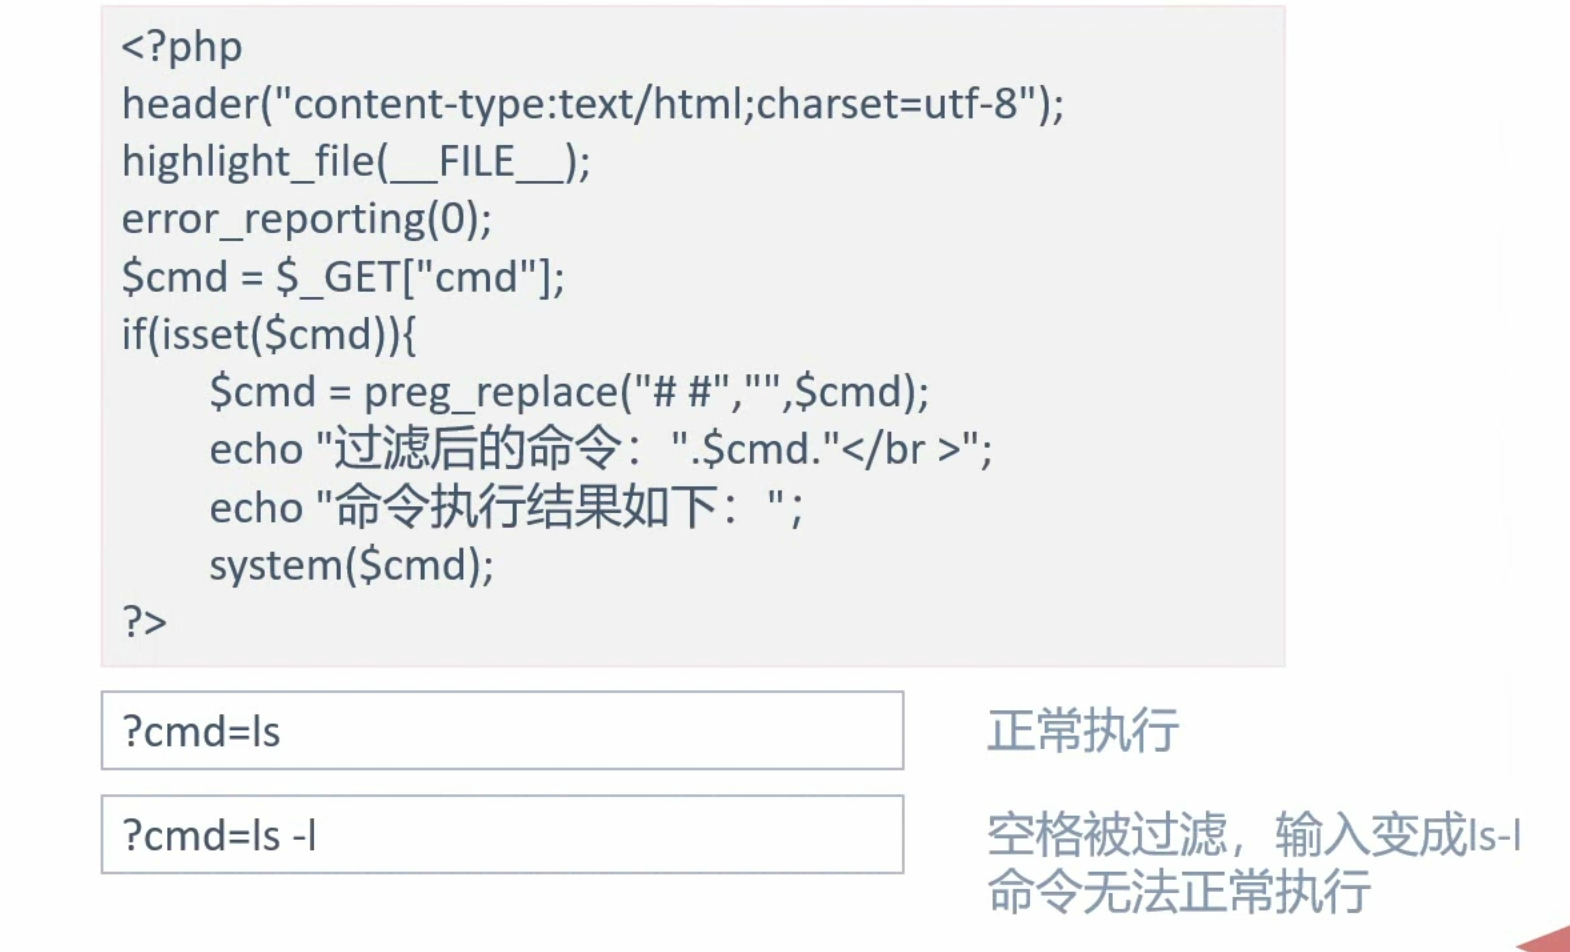 <?php
header("content-type:text/html;charset=utf-8");
highlight_file(__FILE__);
error_reporting(0);
$cmd = $_GET["cmd"];
if(isset($cmd)){
$cmd = preg_replace("# #","",$cmd);
echo "过滤后的命令：".$cmd."</br >";
echo "命令执行结果如下：";
system($cmd);
?>
?cmd=ls
正常执行
?cmd=ls -l
空格被过滤，输入变成ls-l
命令无法正常执行